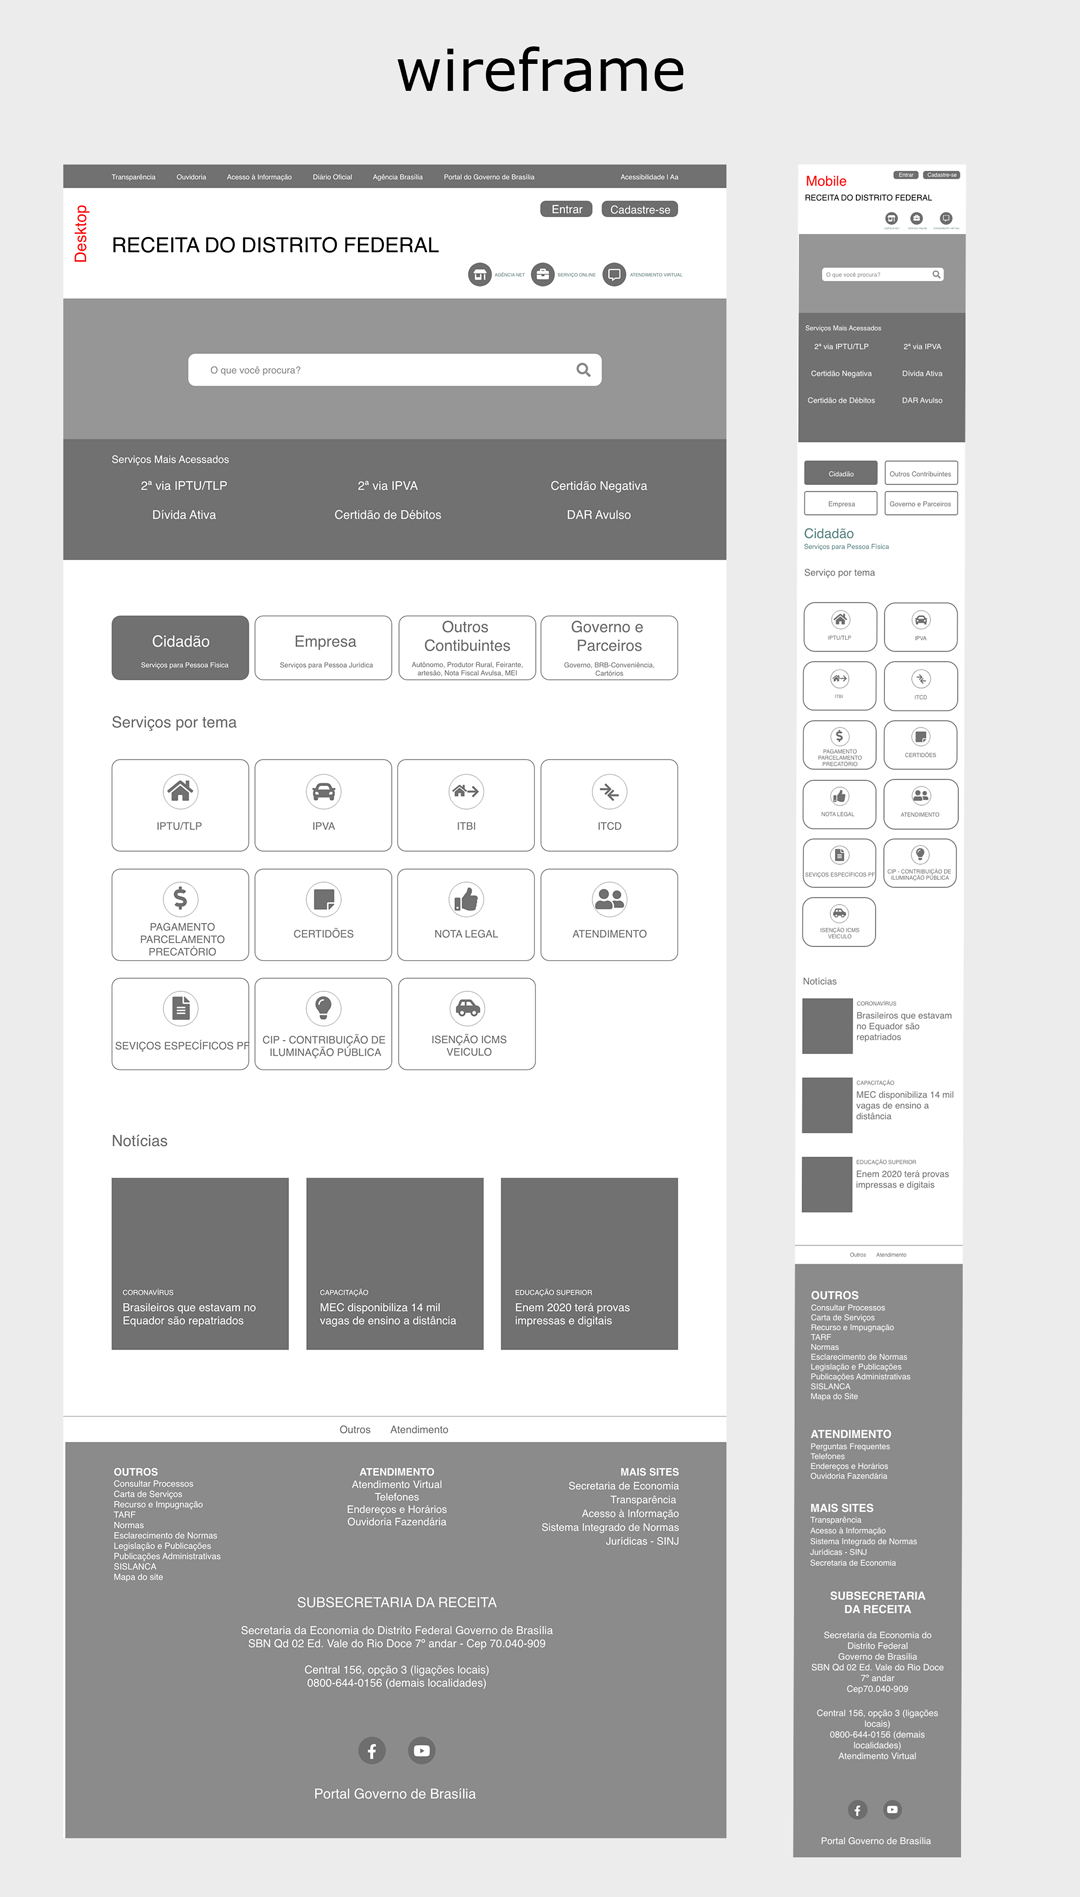 wireframe
Transparência Ouvidoria Acesso à Informação Diário Oficial Agência Brasília Portal do Governo de Brasília Acessibilidade | Aa
Desktop
Entrar Cadastre-se
RECEITA DO DISTRITO FEDERAL
AGÊNCIA NET SERVIÇO ONLINE ATENDIMENTO VIRTUAL
O que você procura?
Serviços Mais Acessados
2ª via IPTU/TLP 2ª via IPVA Certidão Negativa
Dívida Ativa Certidão de Débitos DAR Avulso
Cidadão
Serviços para Pessoa Física
Empresa
Serviços para Pessoa Jurídica
Outros
Contibuintes
Autônomo, Produtor Rural, Feirante,
artesão, Nota Fiscal Avulsa, MEI
Governo e
Parceiros
Governo, BRB-Conveniência,
Cartórios
Serviços por tema
IPTU/TLP IPVA ITBI ITCD
PAGAMENTO
PARCELAMENTO
PRECATÓRIO
CERTIDÕES NOTA LEGAL ATENDIMENTO
SEVIÇOS ESPECÍFICOS PF
CIP - CONTRIBUIÇÃO DE
ILUMINAÇÃO PÚBLICA
ISENÇÃO ICMS
VEICULO
Notícias
CORONAVÍRUS
Brasileiros que estavam no
Equador são repatriados
CAPACITAÇÃO
MEC disponibiliza 14 mil
vagas de ensino a distância
EDUCAÇÃO SUPERIOR
Enem 2020 terá provas
impressas e digitais
Outros Atendimento
OUTROS
Consultar Processos
Carta de Serviços
Recurso e Impugnação
TARF
Normas
Esclarecimento de Normas
Legislação e Publicações
Publicações Administrativas
SISLANCA
Mapa do site
ATENDIMENTO
Atendimento Virtual
Telefones
Endereços e Horários
Ouvidoria Fazendária
MAIS SITES
Secretaria de Economia
Transparência
Acesso à Informação
Sistema Integrado de Normas
Jurídicas - SINJ
SUBSECRETARIA DA RECEITA
Secretaria da Economia do Distrito Federal Governo de Brasília
SBN Qd 02 Ed. Vale do Rio Doce 7º andar - Cep 70.040-909
Central 156, opção 3 (ligações locais)
0800-644-0156 (demais localidades)
Portal Governo de Brasília
Mobile
Entrar Cadastre-se
RECEITA DO DISTRITO FEDERAL
O que você procura?
Serviços Mais Acessados
2ª via IPTU/TLP 2ª via IPVA
Certidão Negativa Dívida Ativa
Certidão de Débitos DAR Avulso
Cidadão Outros Contribuintes
Empresa Governo e Parceiros
Cidadão
Serviços para Pessoa Física
Serviço por tema
IPTU/TLP IPVA
ITBI ITCD
PAGAMENTO
PARCELAMENTO
PRECATÓRIO
CERTIDÕES
NOTA LEGAL ATENDIMENTO
SEVIÇOS ESPECÍFICOS PF
CIP - CONTRIBUIÇÃO DE
ILUMINAÇÃO PÚBLICA
ISENÇÃO ICMS
VEICULO
Notícias
CORONAVÍRUS
Brasileiros que estavam
no Equador são
repatriados
CAPACITAÇÃO
MEC disponibiliza 14 mil
vagas de ensino a
distância
EDUCAÇÃO SUPERIOR
Enem 2020 terá provas
impressas e digitais
Outros Atendimento
OUTROS
Consultar Processos
Carta de Serviços
Recurso e Impugnação
TARF
Normas
Esclarecimento de Normas
Legislação e Publicações
Publicações Administrativas
SISLANCA
Mapa do Site
ATENDIMENTO
Perguntas Frequentes
Telefones
Endereços e Horários
Ouvidoria Fazendária
MAIS SITES
Transparência
Acesso à Informação
Sistema Integrado de Normas
Jurídicas - SINJ
Secretaria de Economia
SUBSECRETARIA
DA RECEITA
Secretaria da Economia do
Distrito Federal
Governo de Brasília
SBN Qd 02 Ed. Vale do Rio Doce
7º andar
Cep70.040-909
Central 156, opção 3 (ligações
locais)
0800-644-0156 (demais
localidades)
Atendimento Virtual
Portal Governo de Brasília